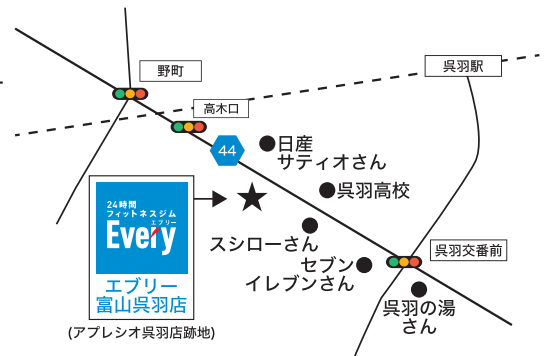 野町
呉羽駅
高木口
44
日産
サティオさん
呉羽高校
24時間
フィットネスジム
エブリー
Every
スシローさん
呉羽交番前
セブン
イレブンさん
エブリー
富山呉羽店
呉羽の湯
さん
(アプレシオ呉羽店跡地)